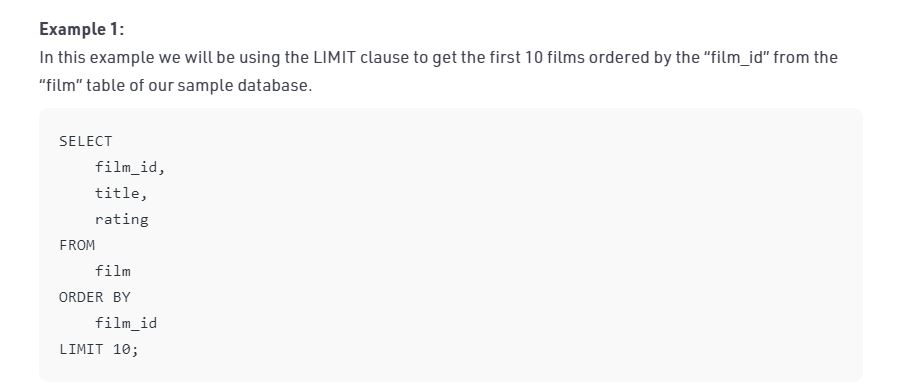 Example 1:
In this example we will be using the LIMIT clause to get the first 10 films ordered by the “film_id” from the
“film” table of our sample database.
SELECT
    film_id,
    title,
    rating
FROM
    film
ORDER BY
    film_id
LIMIT 10;